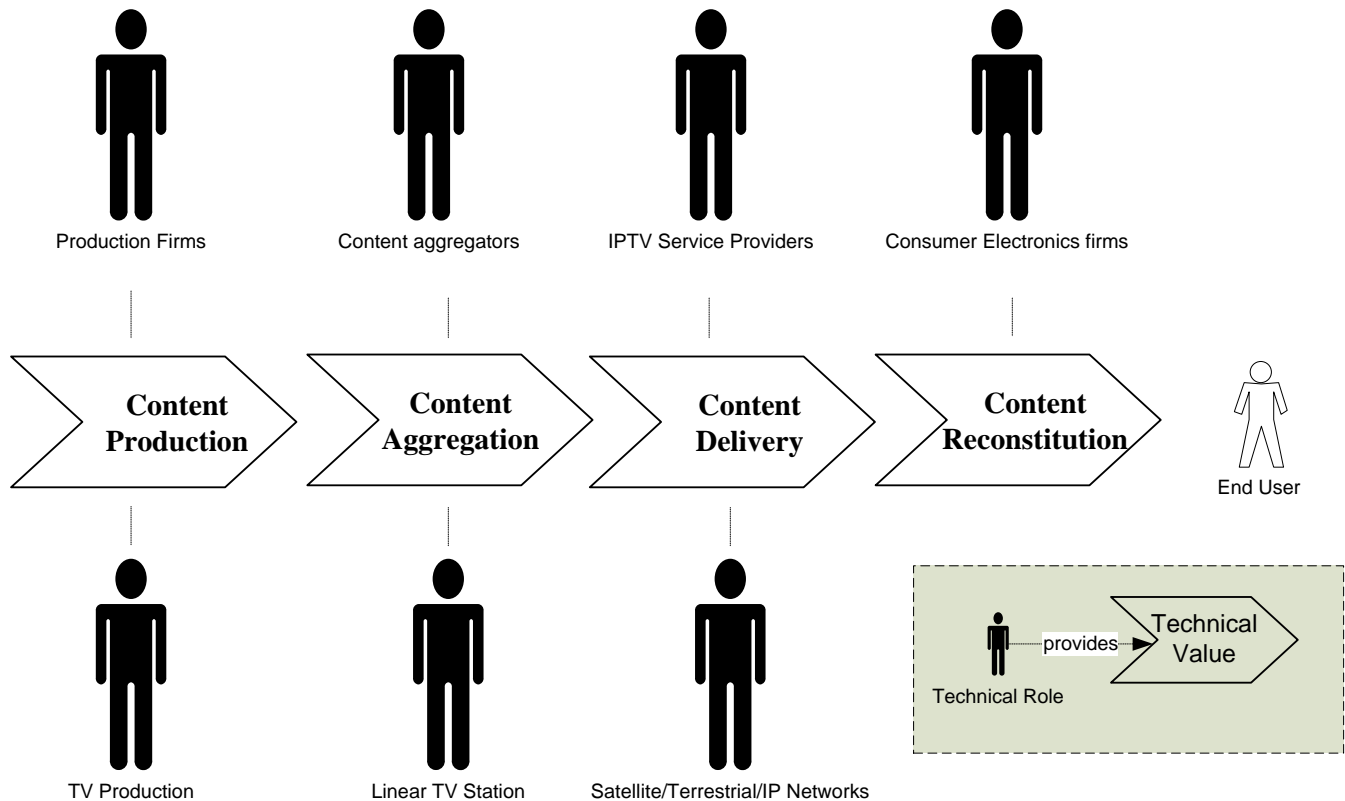 Production Firms
Content aggregators
IPTV Service Providers
Consumer Electronics firms
Content
Production
Content
Aggregation
Content
Delivery
Content
Reconstitution
End User
provides
Technical
Value
Technical Role
TV Production
Linear TV Station
Satellite/Terrestrial/IP Networks